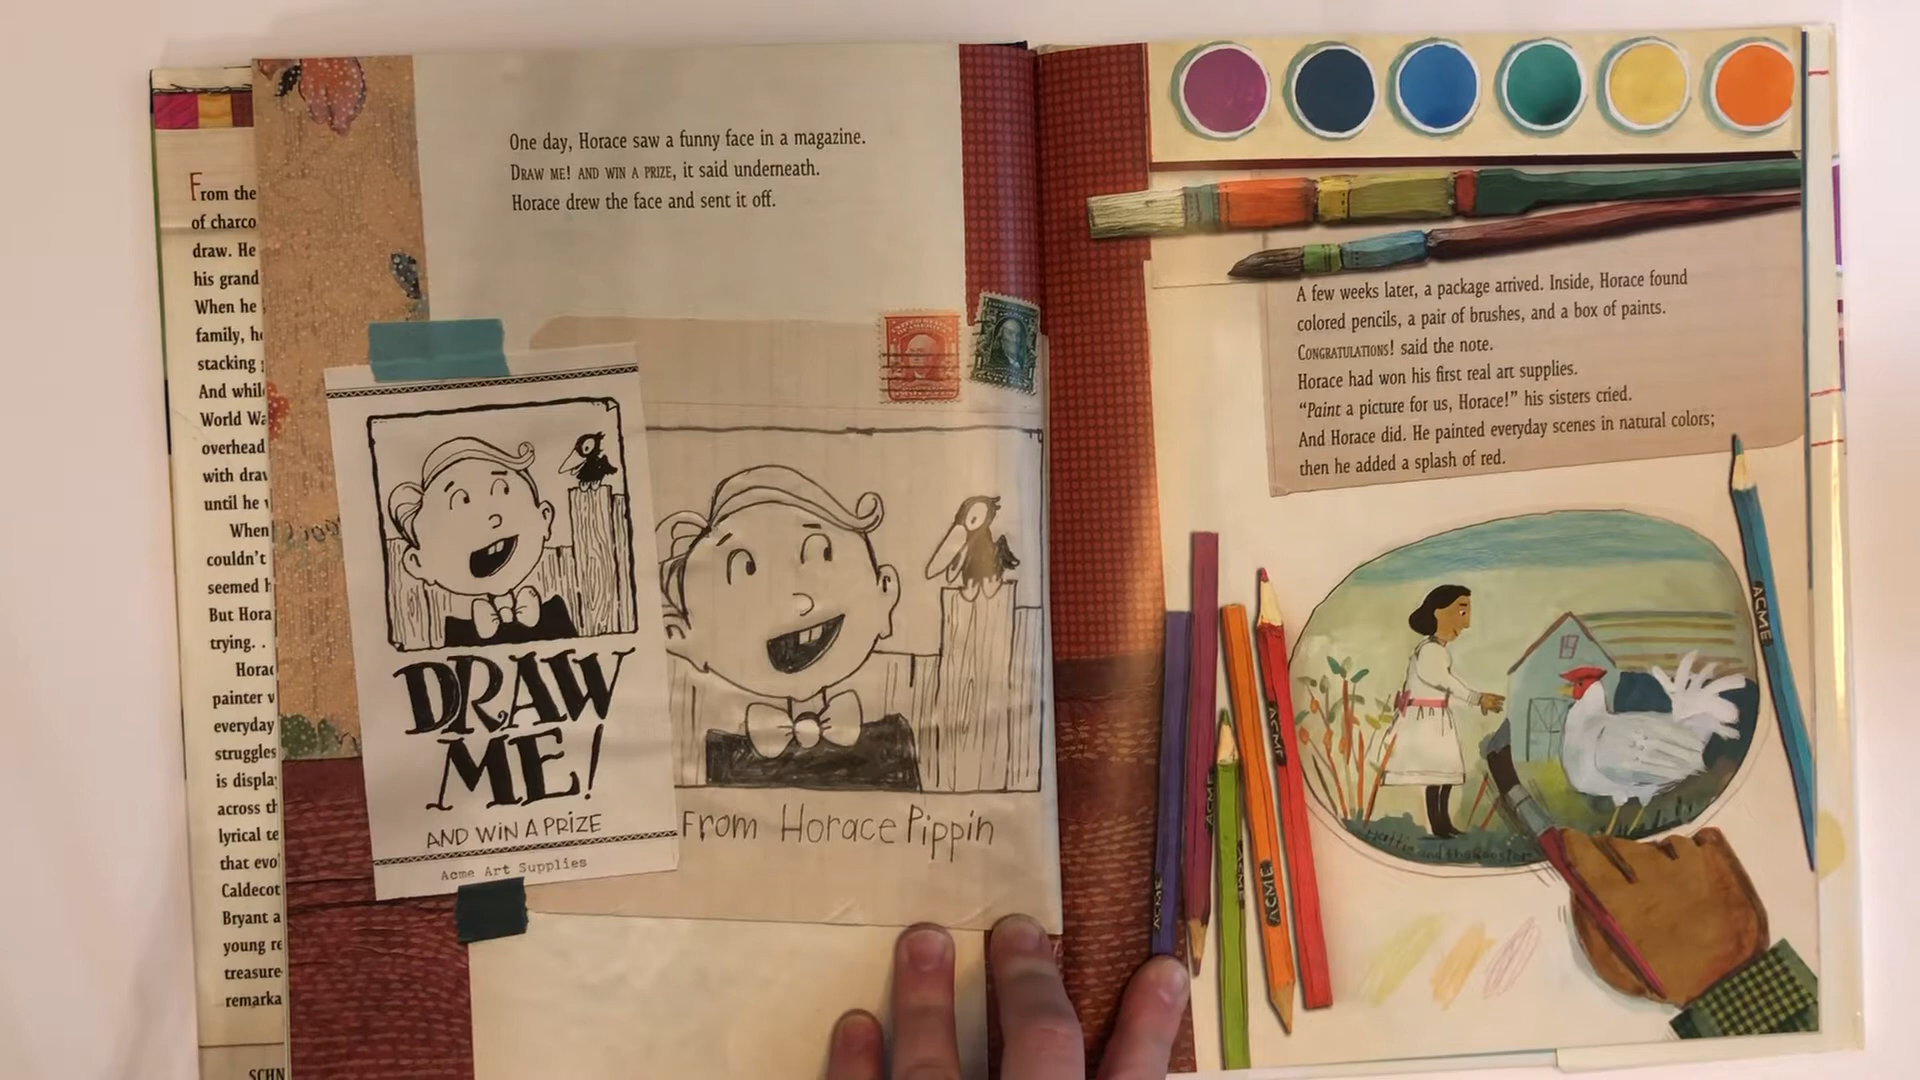 From the
of charco
draw. He
his grand
When he
family, he
stacking
And while
World Wa
overhead
with draw
until he
When
couldn't
seemed h
But Hora
trying. .
Horac
painter
everyday
struggles
is display
across th
lyrical te
that evo
Caldecot
Bryant a
young re
treasure
remarka
SCHN
One day, Horace saw a funny face in a magazine.
DRAW ME! AND WIN A PRIZE, it said underneath.
Horace drew the face and sent it off.
DRAW
ME!
AND WIN A PRIZE
Acme Art Supplies
From Horace Pippin
A few weeks later, a package arrived. Inside, Horace found
colored pencils, a pair of brushes, and a box of paints.
CONGRATULATIONS! said the note.
Horace had won his first real art supplies.
“Paint a picture for us, Horace!” his sisters cried.
And Horace did. He painted everyday scenes in natural colors;
then he added a splash of red.
ACME
ACME
ACME
ACME
ACME
ACME